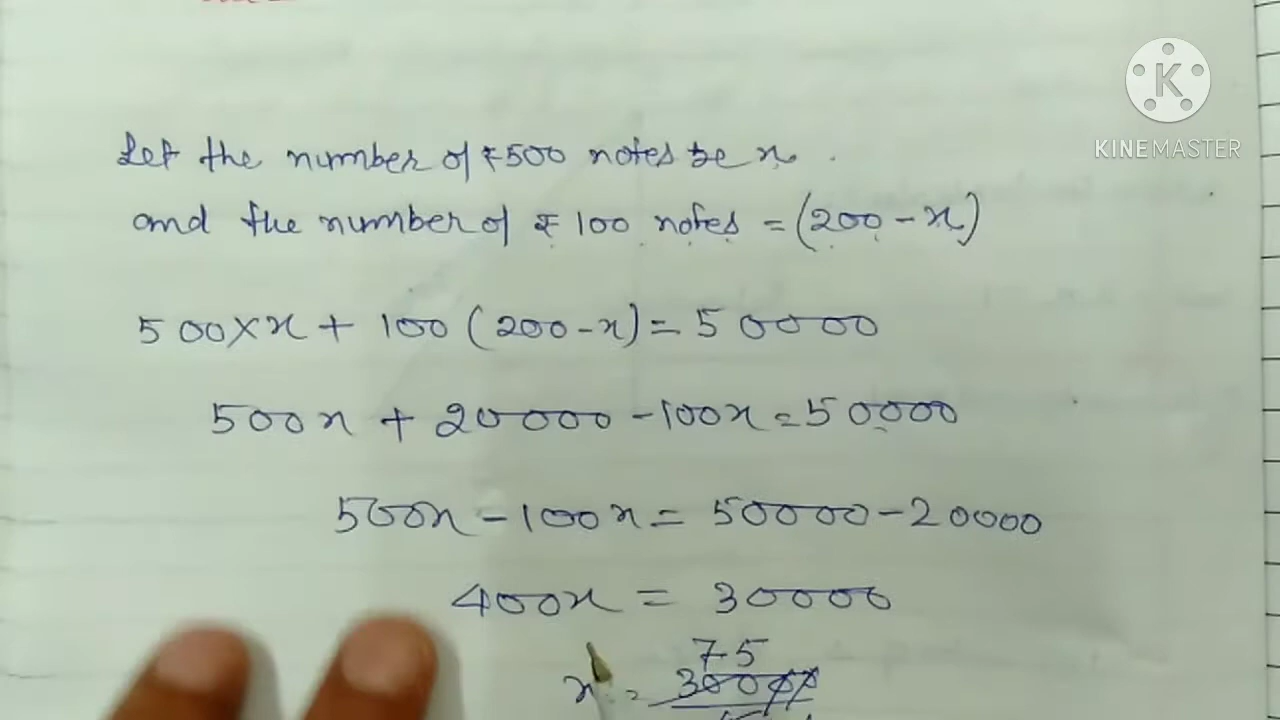 K
KINEMASTER
Let the number of ₹500 notes be x.
and the number of ₹ 100 notes = (200 - x)
500 × x + 100 (200 - x) = 50000
500x + 20000 - 100x = 50000
500x - 100x = 50000 - 20000
400x = 30000
75
x = 30000